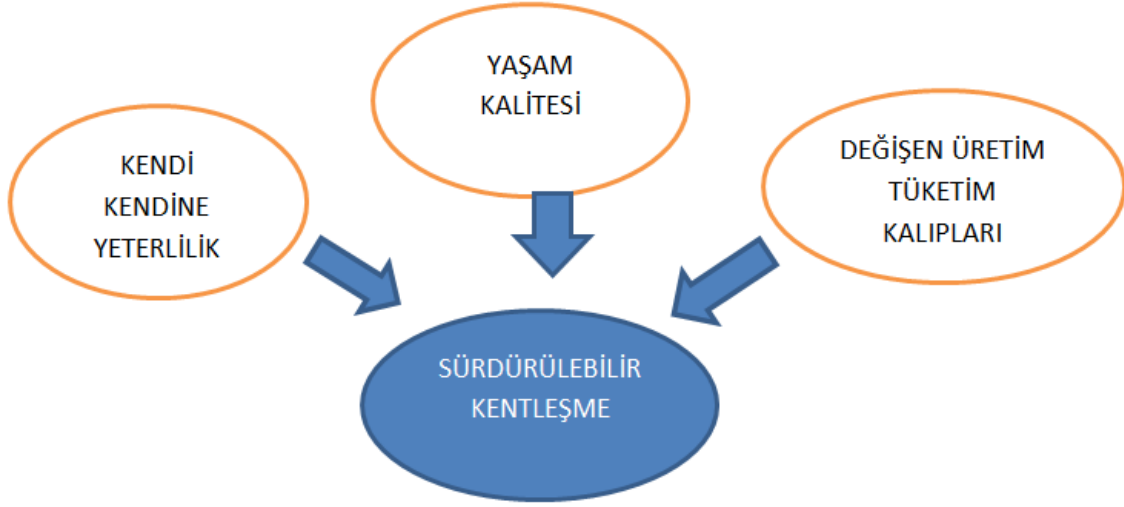 YAŞAM
KALİTESİ
KENDİ
KENDİNE
YETERLİLİK
DEĞİŞEN ÜRETİM
TÜKETİM
KALIPLARI
SÜRDÜRÜLEBİLİR
KENTLEŞME